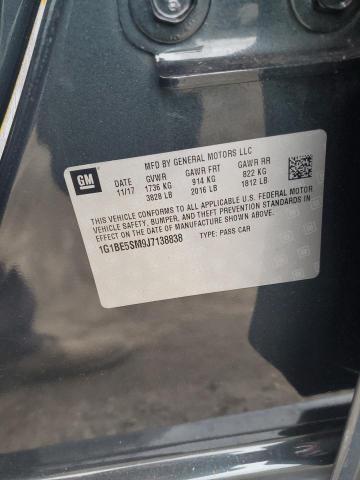 GM
MFD BY GENERAL MOTORS LLC
DATE GVWR GAWR FRT GAWR RR
11/17 1736 KG 914 KG 822 KG
3828 LB 2016 LB 1812 LB
THIS VEHICLE CONFORMS TO ALL APPLICABLE U.S. FEDERAL MOTOR
VEHICLE SAFETY, BUMPER, AND THEFT PREVENTION STANDARDS IN
EFFECT ON THE DATE OF MANUFACTURE SHOWN ABOVE.
1G1BE5SM9J7138838 TYPE: PASS CAR